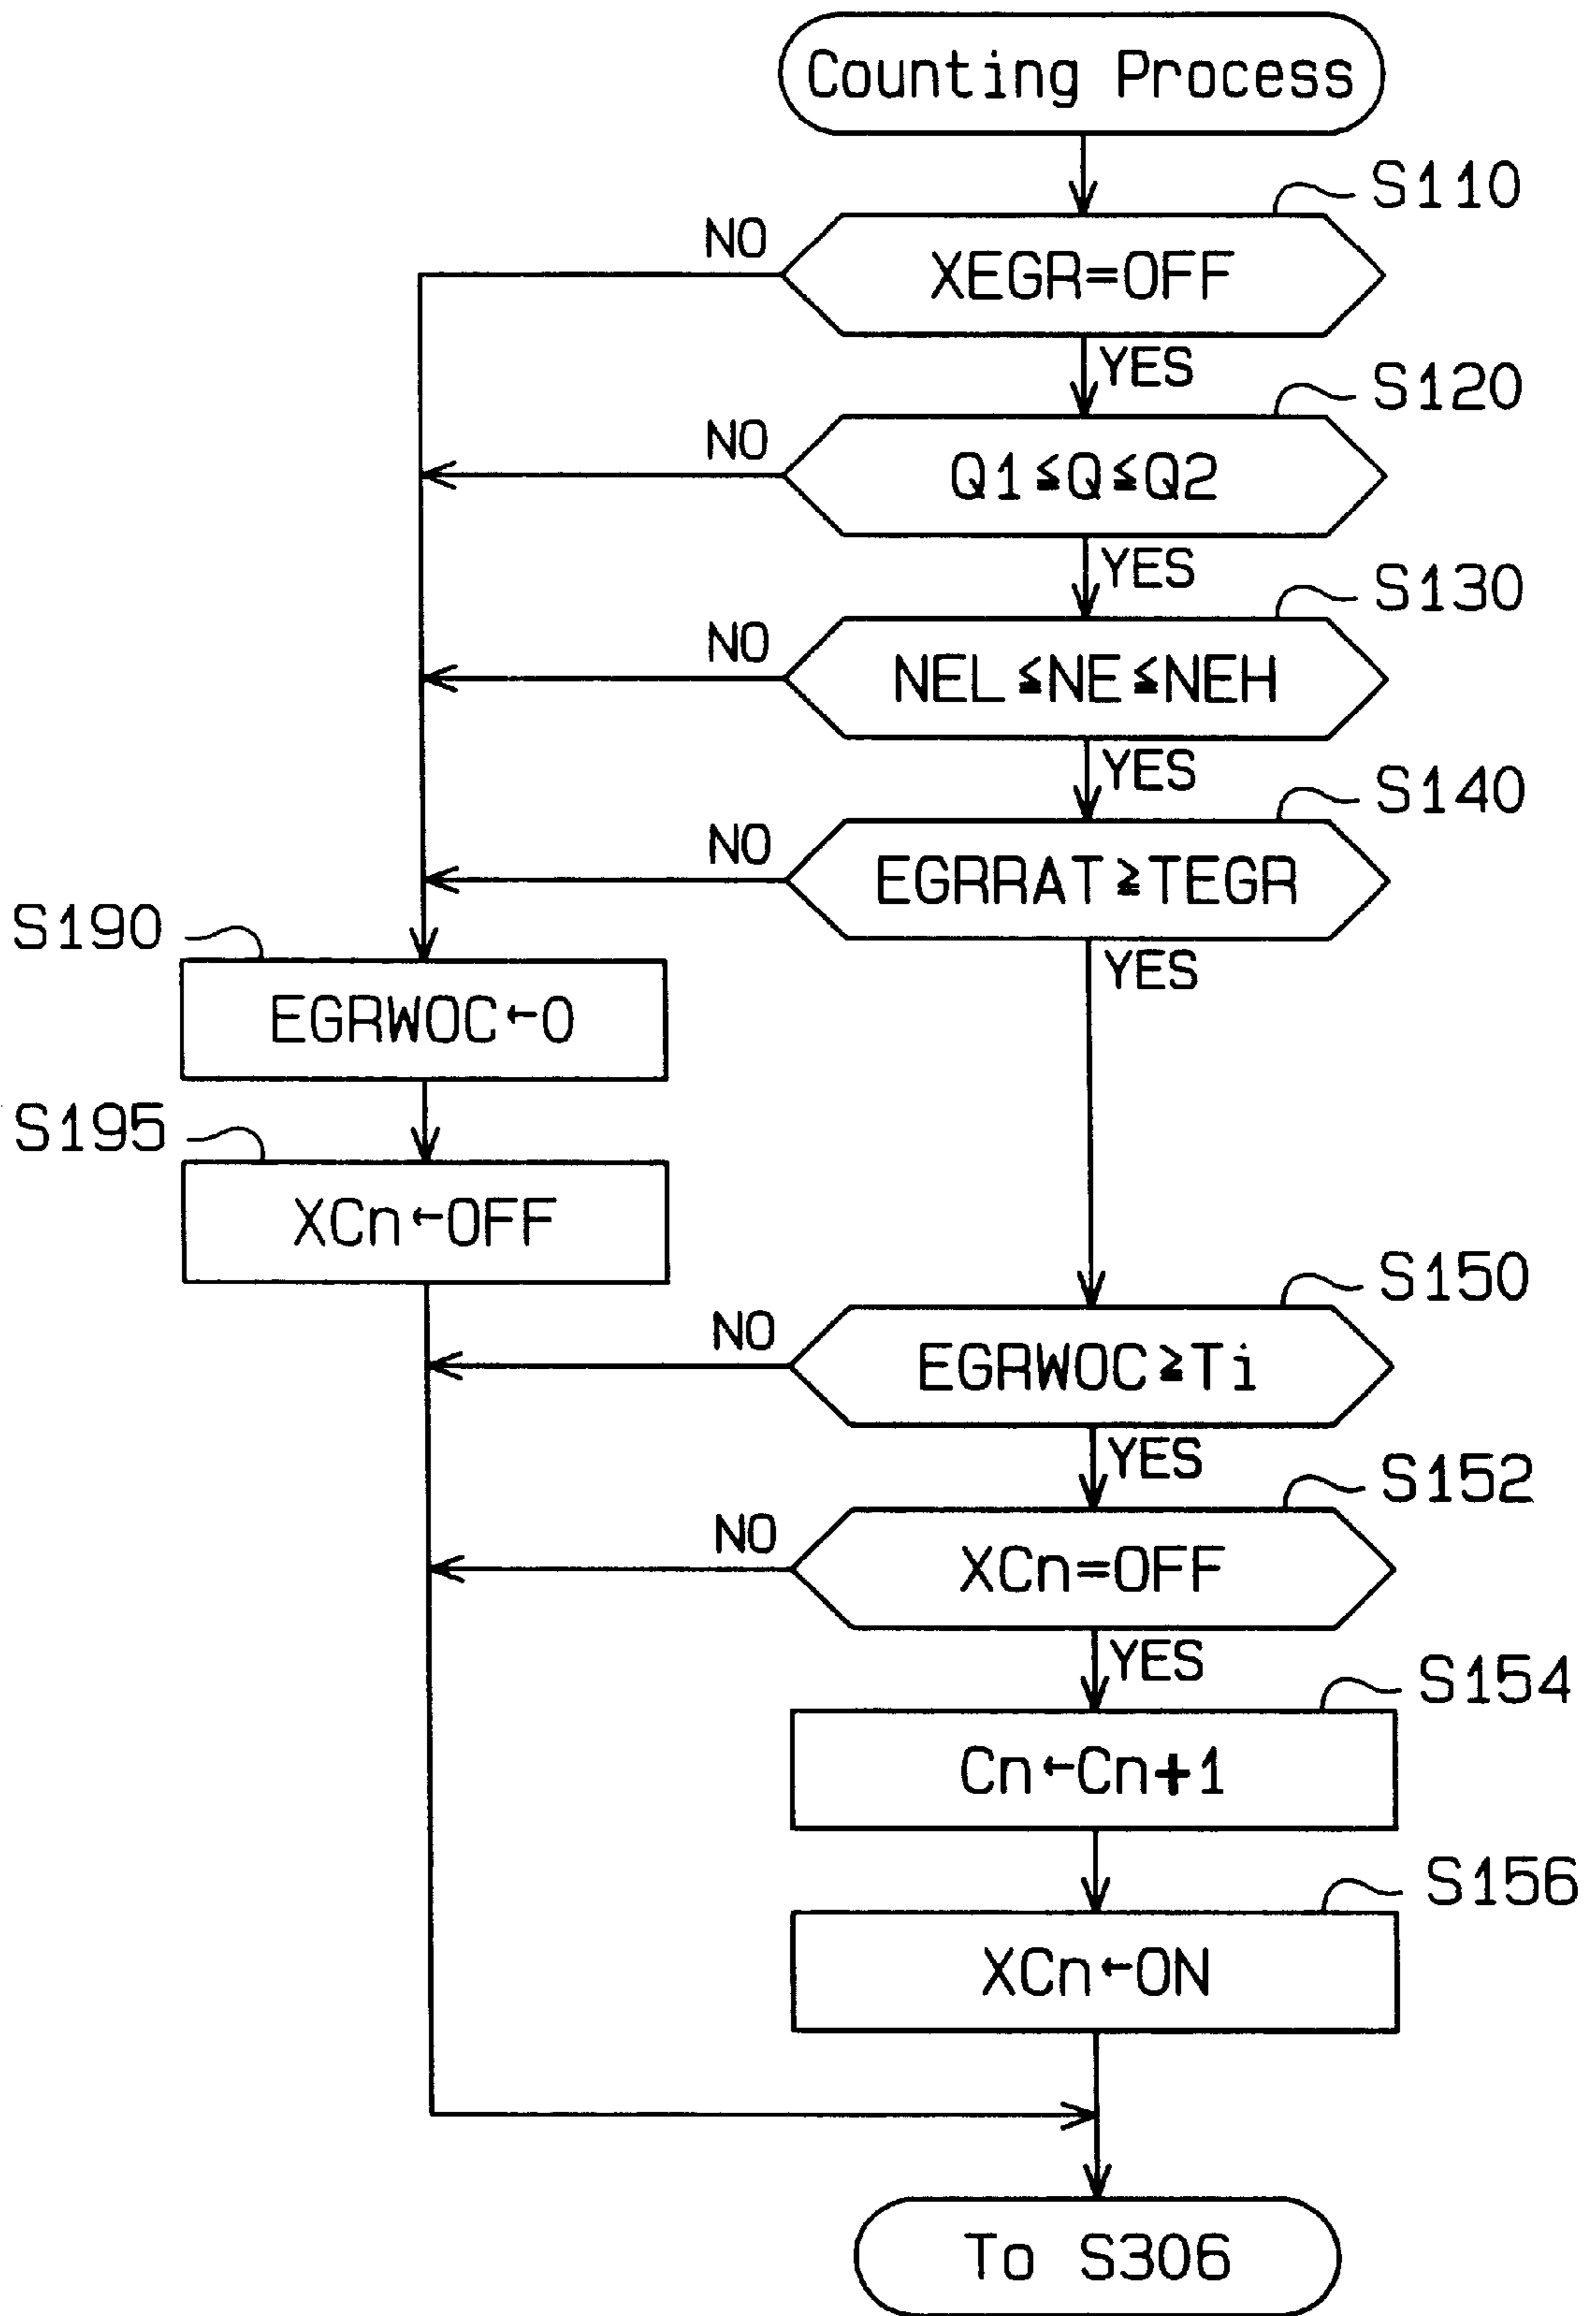 Counting Process
S110
NO
XEGR=OFF
YES
S120
NO
Q1≦Q≦Q2
YES
S130
NO
NEL≦NE≦NEH
YES
S140
NO
EGRRAT≧TEGR
YES
S190
EGRWOC←0
S195
XCn←OFF
S150
NO
EGRWOC≧Ti
YES
S152
NO
XCn=OFF
YES
S154
Cn←Cn+1
S156
XCn←ON
To S306